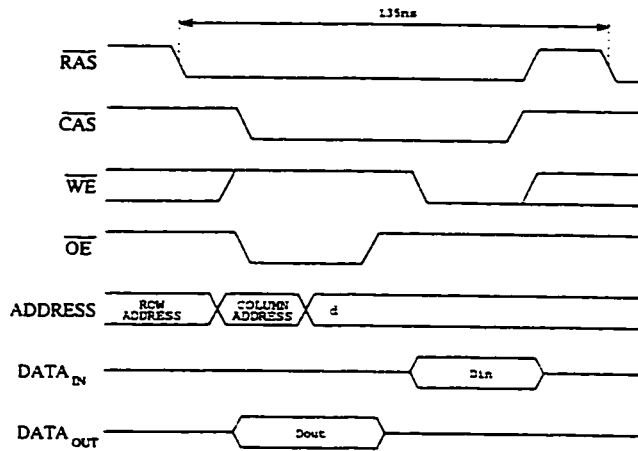 135ns
RAS
CAS
WE
OE
ADDRESS
ROW
ADDRESS
COLUMN
ADDRESS
d
DATA IN
Din
DATA OUT
Dout